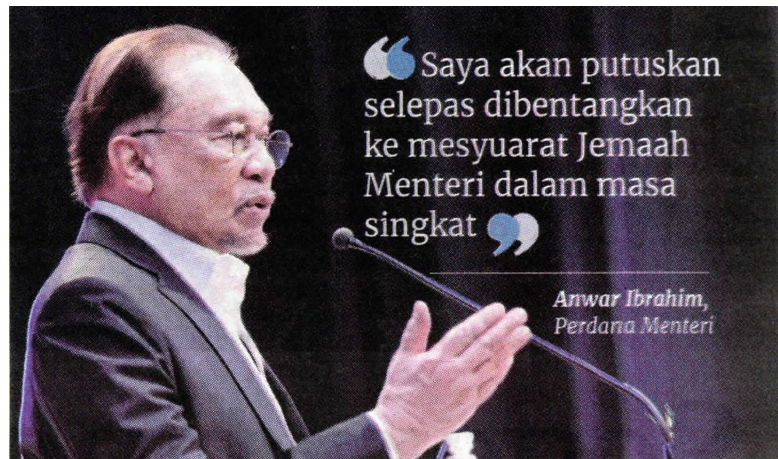 “Saya akan putuskan
selepas dibentangkan
ke mesyuarat Jemaah
Menteri dalam masa
singkat”
Anwar Ibrahim,
Perdana Menteri